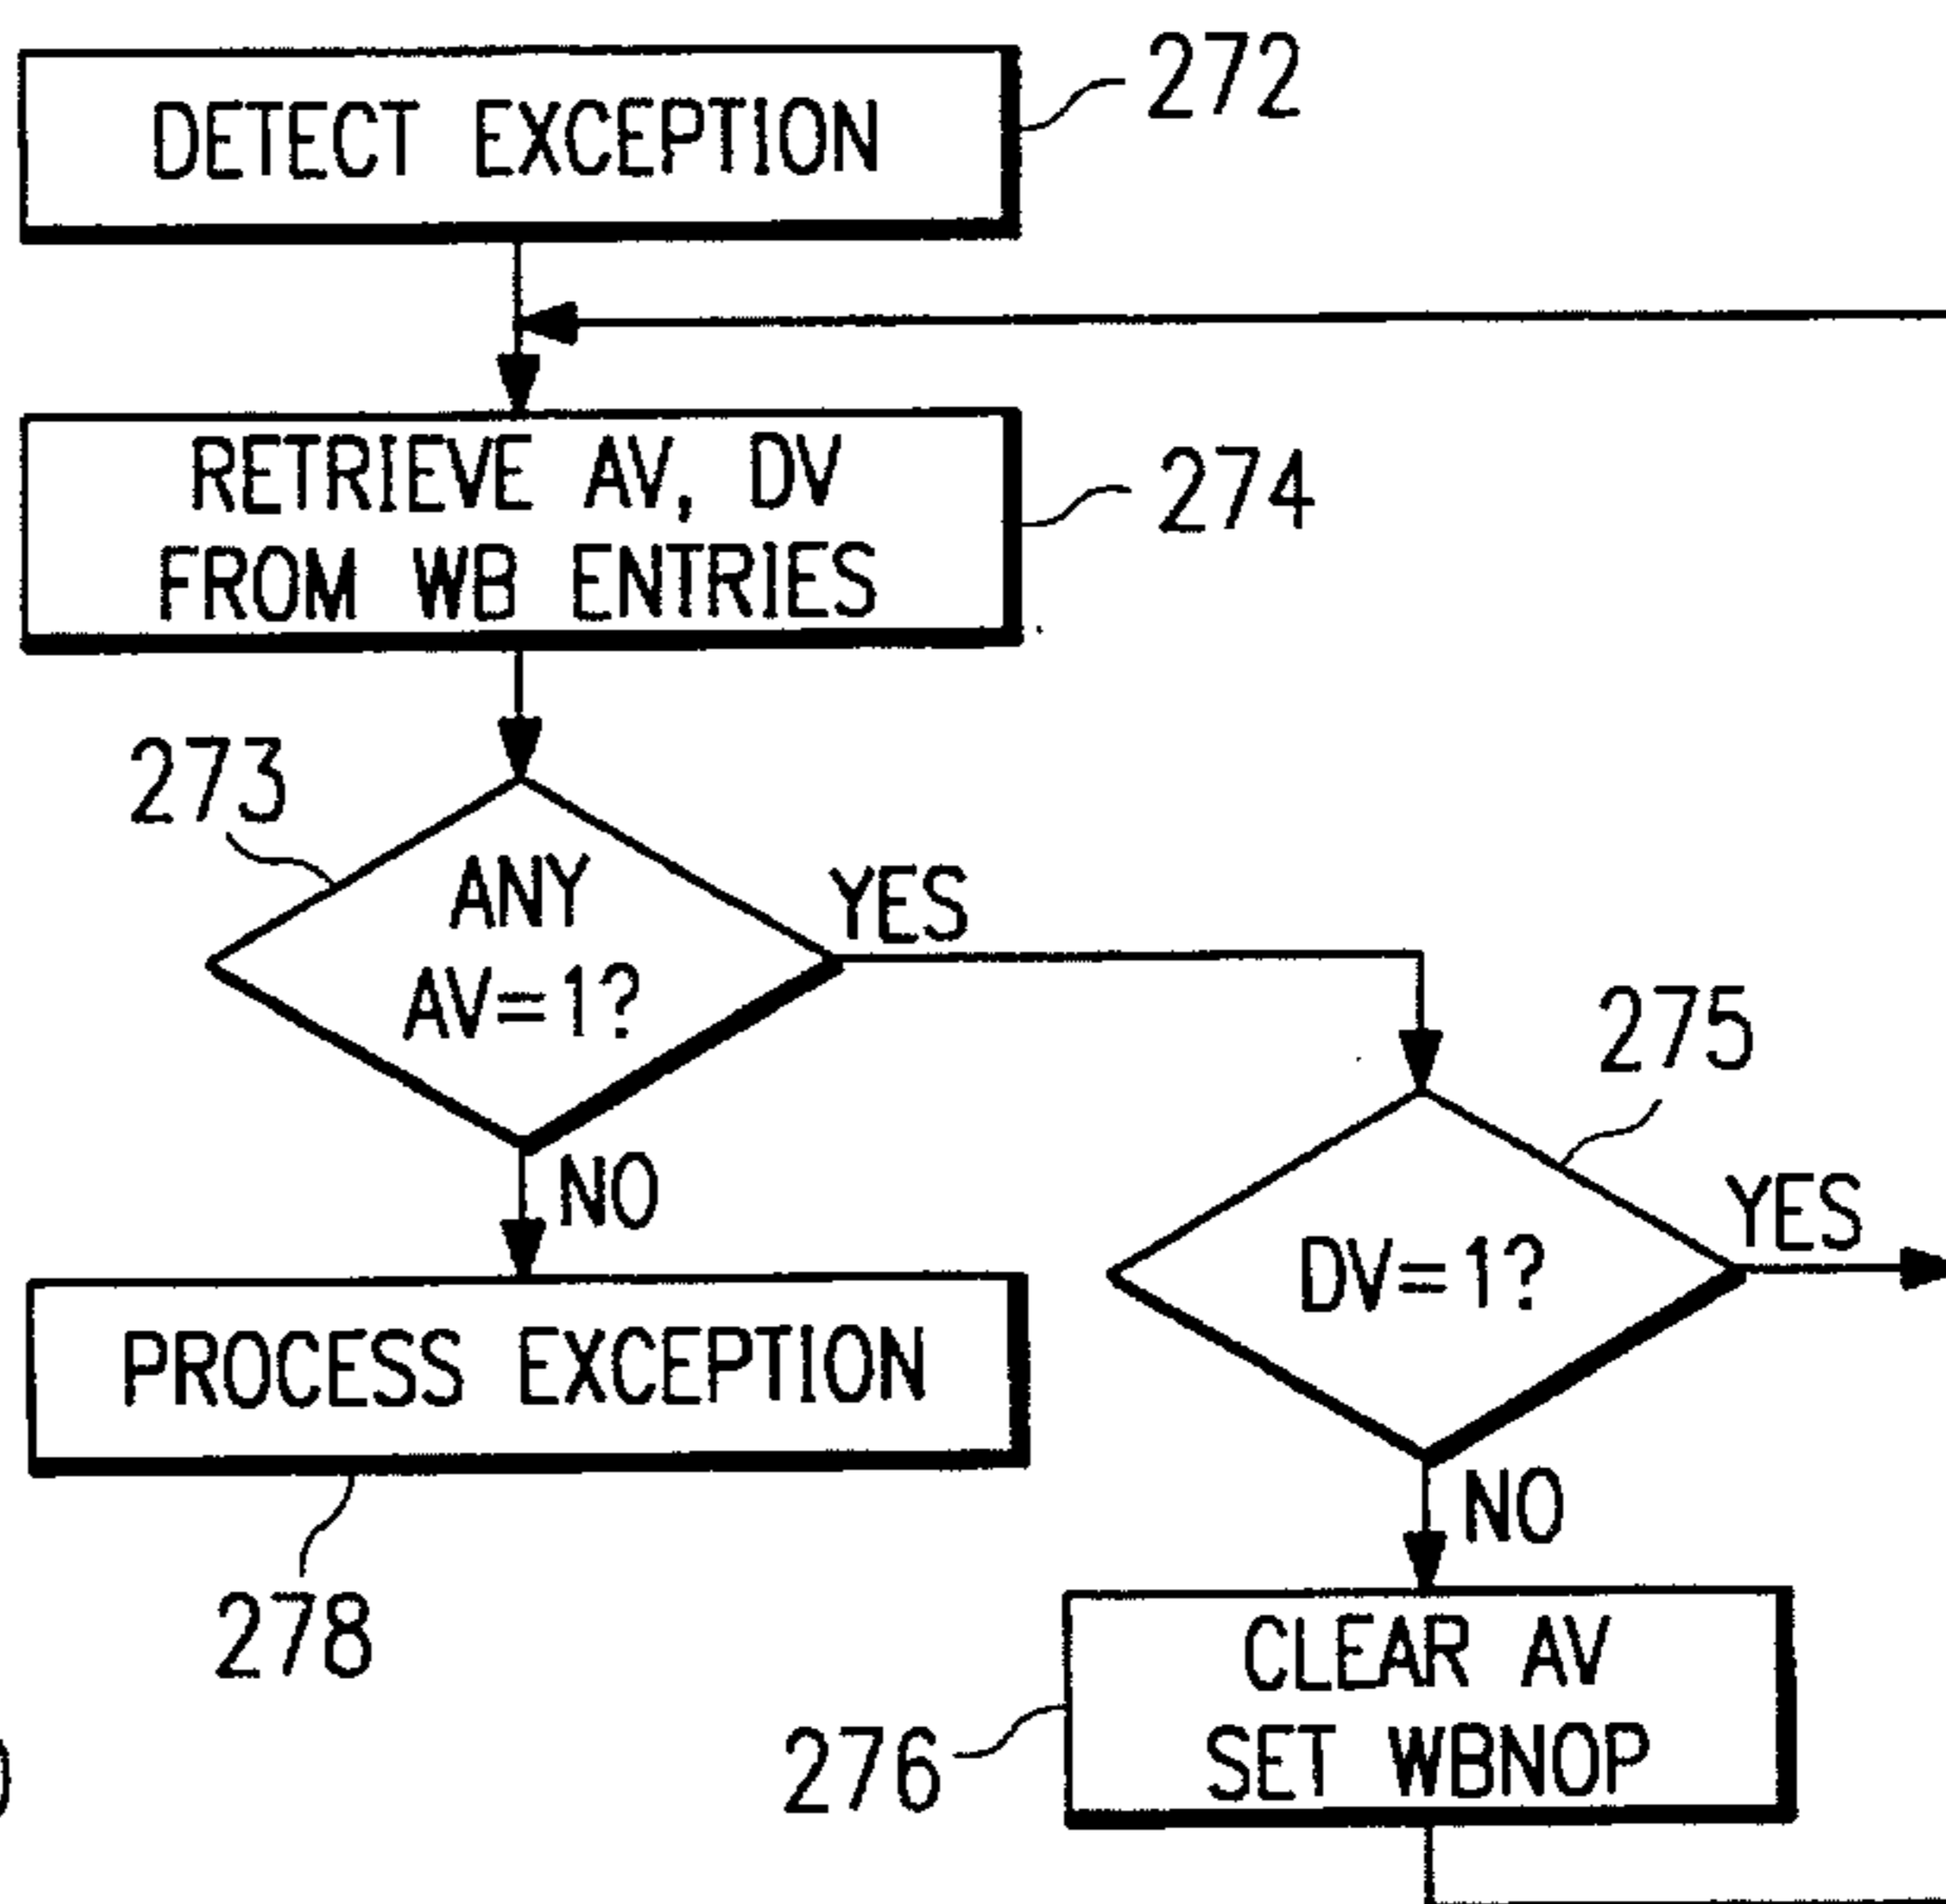 DETECT EXCEPTION
272
RETRIEVE AV, DV
FROM WB ENTRIES
274
273
ANY
AV=1?
YES
NO
275
DV=1?
YES
NO
PROCESS EXCEPTION
278
CLEAR AV
SET WBNOP
276